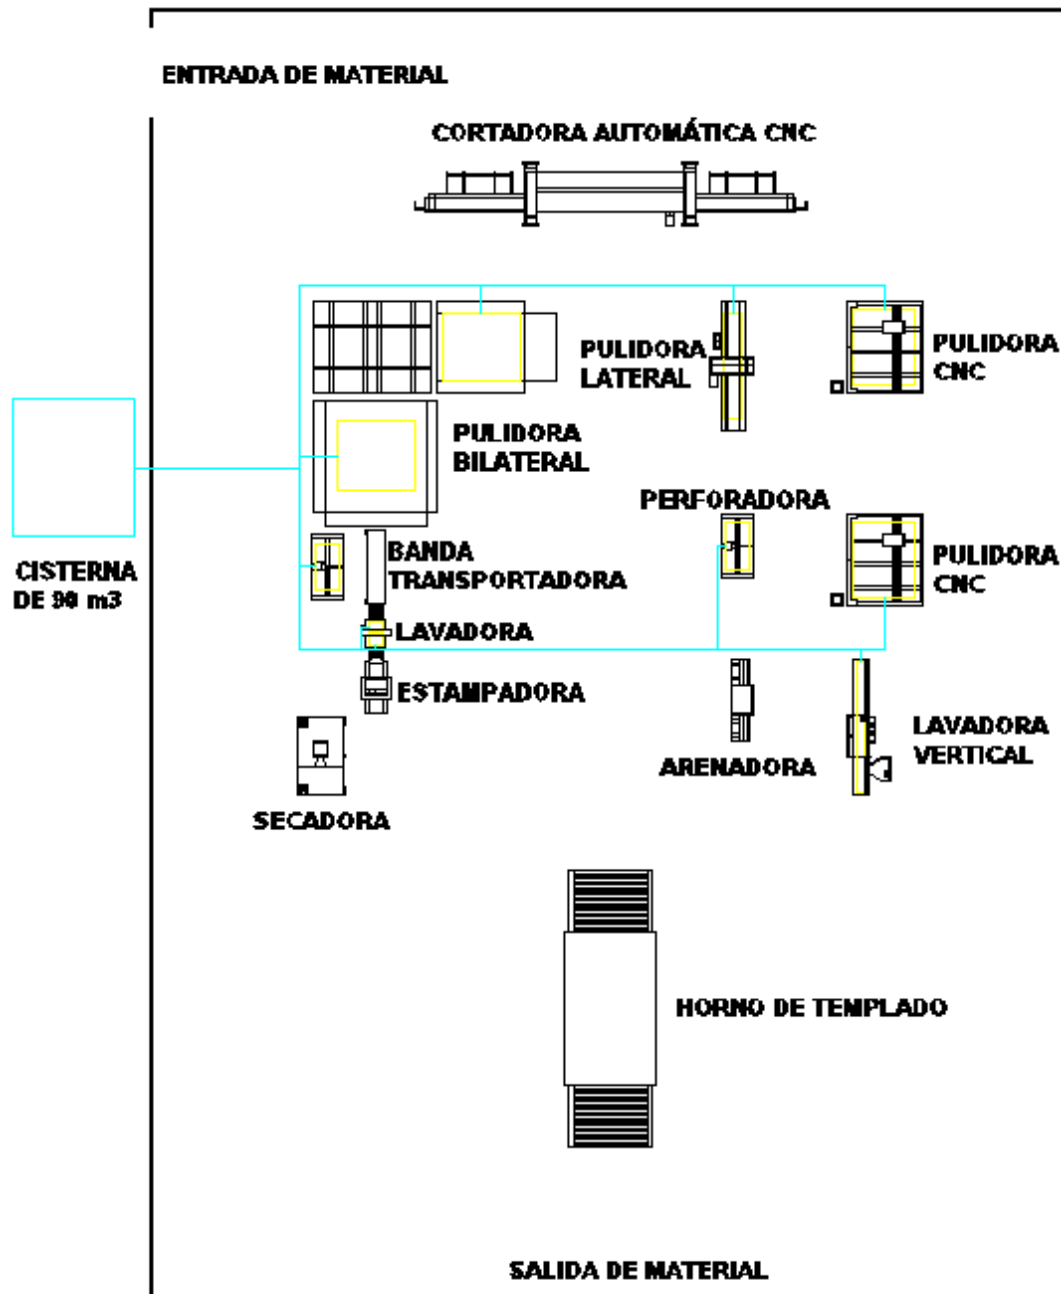 ENTRADA DE MATERIAL
CORTADORA AUTOMÁTICA CNC
PULIDORA
LATERAL
PULIDORA
CNC
PULIDORA
BILATERAL
PERFORADORA
CISTERNA
DE 90 m3
BANDA
TRANSPORTADORA
PULIDORA
CNC
LAVADORA
ESTAMPADORA
ARENADORA
LAVADORA
VERTICAL
SECADORA
HORNO DE TEMPLADO
SALIDA DE MATERIAL